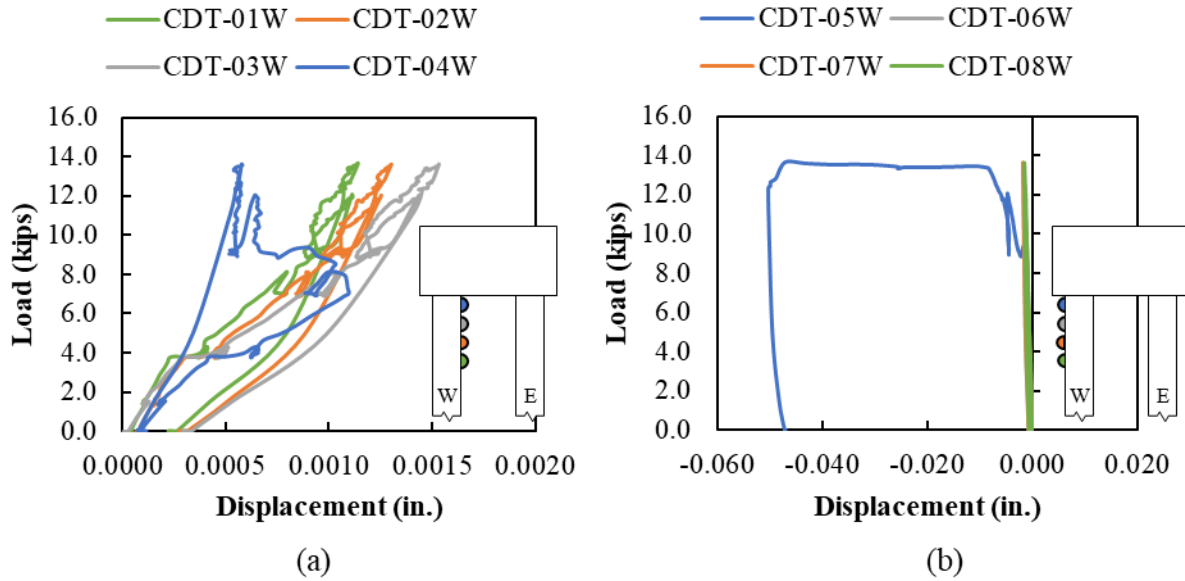 CDT-01W CDT-02W
CDT-03W CDT-04W
16.0
14.0
12.0
10.0
8.0
6.0
4.0
2.0
0.0
Load (kips)
0.0000 0.0005 0.0010 0.0015 0.0020
Displacement (in.)
W E
(a)
CDT-05W CDT-06W
CDT-07W CDT-08W
16.0
14.0
12.0
10.0
8.0
6.0
4.0
2.0
0.0
Load (kips)
-0.060 -0.040 -0.020 0.000 0.020
Displacement (in.)
W E
(b)